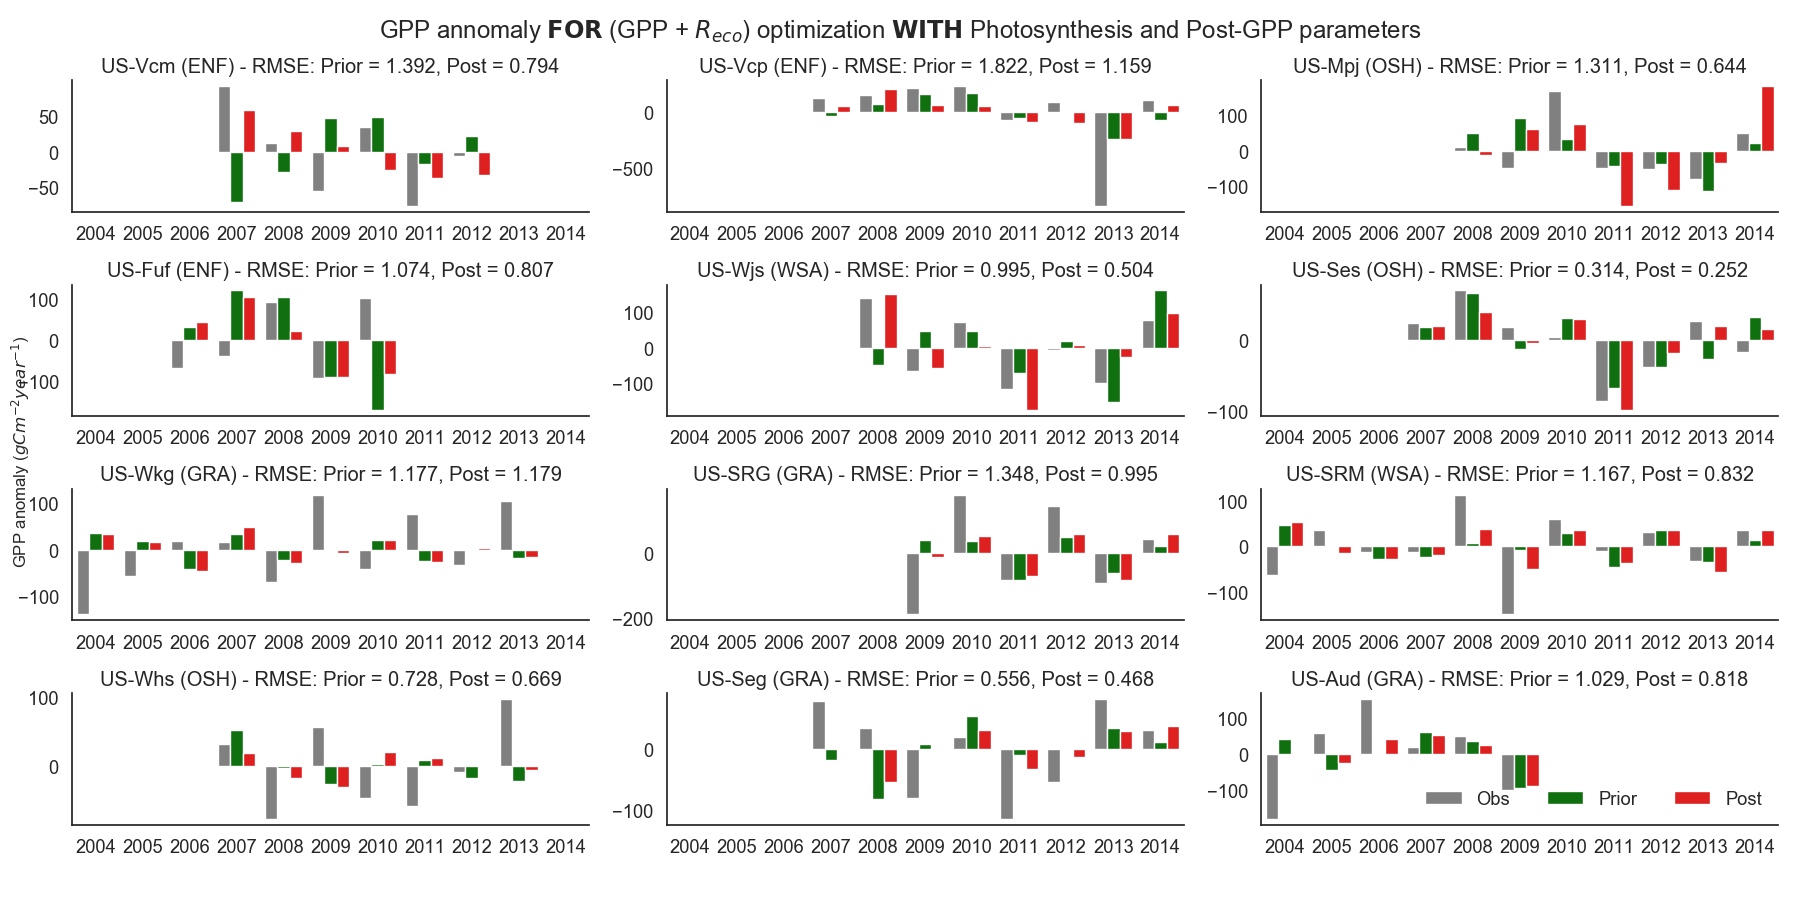 GPP annomaly FOR (GPP + R_eco) optimization WITH Photosynthesis and Post-GPP parameters
GPP anomaly (gCm⁻²year⁻¹)
US-Vcm (ENF) - RMSE: Prior = 1.392, Post = 0.794
50
0
−50
2004 2005 2006 2007 2008 2009 2010 2011 2012 2013 2014
US-Vcp (ENF) - RMSE: Prior = 1.822, Post = 1.159
0
−500
2004 2005 2006 2007 2008 2009 2010 2011 2012 2013 2014
US-Mpj (OSH) - RMSE: Prior = 1.311, Post = 0.644
100
0
−100
2004 2005 2006 2007 2008 2009 2010 2011 2012 2013 2014
US-Fuf (ENF) - RMSE: Prior = 1.074, Post = 0.807
100
0
−100
2004 2005 2006 2007 2008 2009 2010 2011 2012 2013 2014
US-Wjs (WSA) - RMSE: Prior = 0.995, Post = 0.504
100
0
−100
2004 2005 2006 2007 2008 2009 2010 2011 2012 2013 2014
US-Ses (OSH) - RMSE: Prior = 0.314, Post = 0.252
0
−100
2004 2005 2006 2007 2008 2009 2010 2011 2012 2013 2014
US-Wkg (GRA) - RMSE: Prior = 1.177, Post = 1.179
100
0
−100
2004 2005 2006 2007 2008 2009 2010 2011 2012 2013 2014
US-SRG (GRA) - RMSE: Prior = 1.348, Post = 0.995
0
−200
2004 2005 2006 2007 2008 2009 2010 2011 2012 2013 2014
US-SRM (WSA) - RMSE: Prior = 1.167, Post = 0.832
100
0
−100
2004 2005 2006 2007 2008 2009 2010 2011 2012 2013 2014
US-Whs (OSH) - RMSE: Prior = 0.728, Post = 0.669
100
0
2004 2005 2006 2007 2008 2009 2010 2011 2012 2013 2014
US-Seg (GRA) - RMSE: Prior = 0.556, Post = 0.468
0
−100
2004 2005 2006 2007 2008 2009 2010 2011 2012 2013 2014
US-Aud (GRA) - RMSE: Prior = 1.029, Post = 0.818
100
0
−100
Obs Prior Post
2004 2005 2006 2007 2008 2009 2010 2011 2012 2013 2014